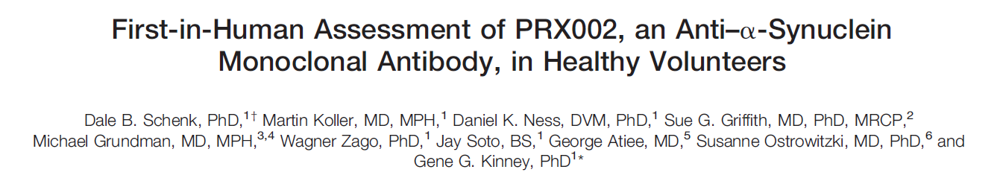 First-in-Human Assessment of PRX002, an Anti–α-Synuclein
Monoclonal Antibody, in Healthy Volunteers
Dale B. Schenk, PhD,1† Martin Koller, MD, MPH,1 Daniel K. Ness, DVM, PhD,1 Sue G. Griffith, MD, PhD, MRCP,2
Michael Grundman, MD, MPH,3,4 Wagner Zago, PhD,1 Jay Soto, BS,1 George Atiee, MD,5 Susanne Ostrowitzki, MD, PhD,6 and
Gene G. Kinney, PhD1*